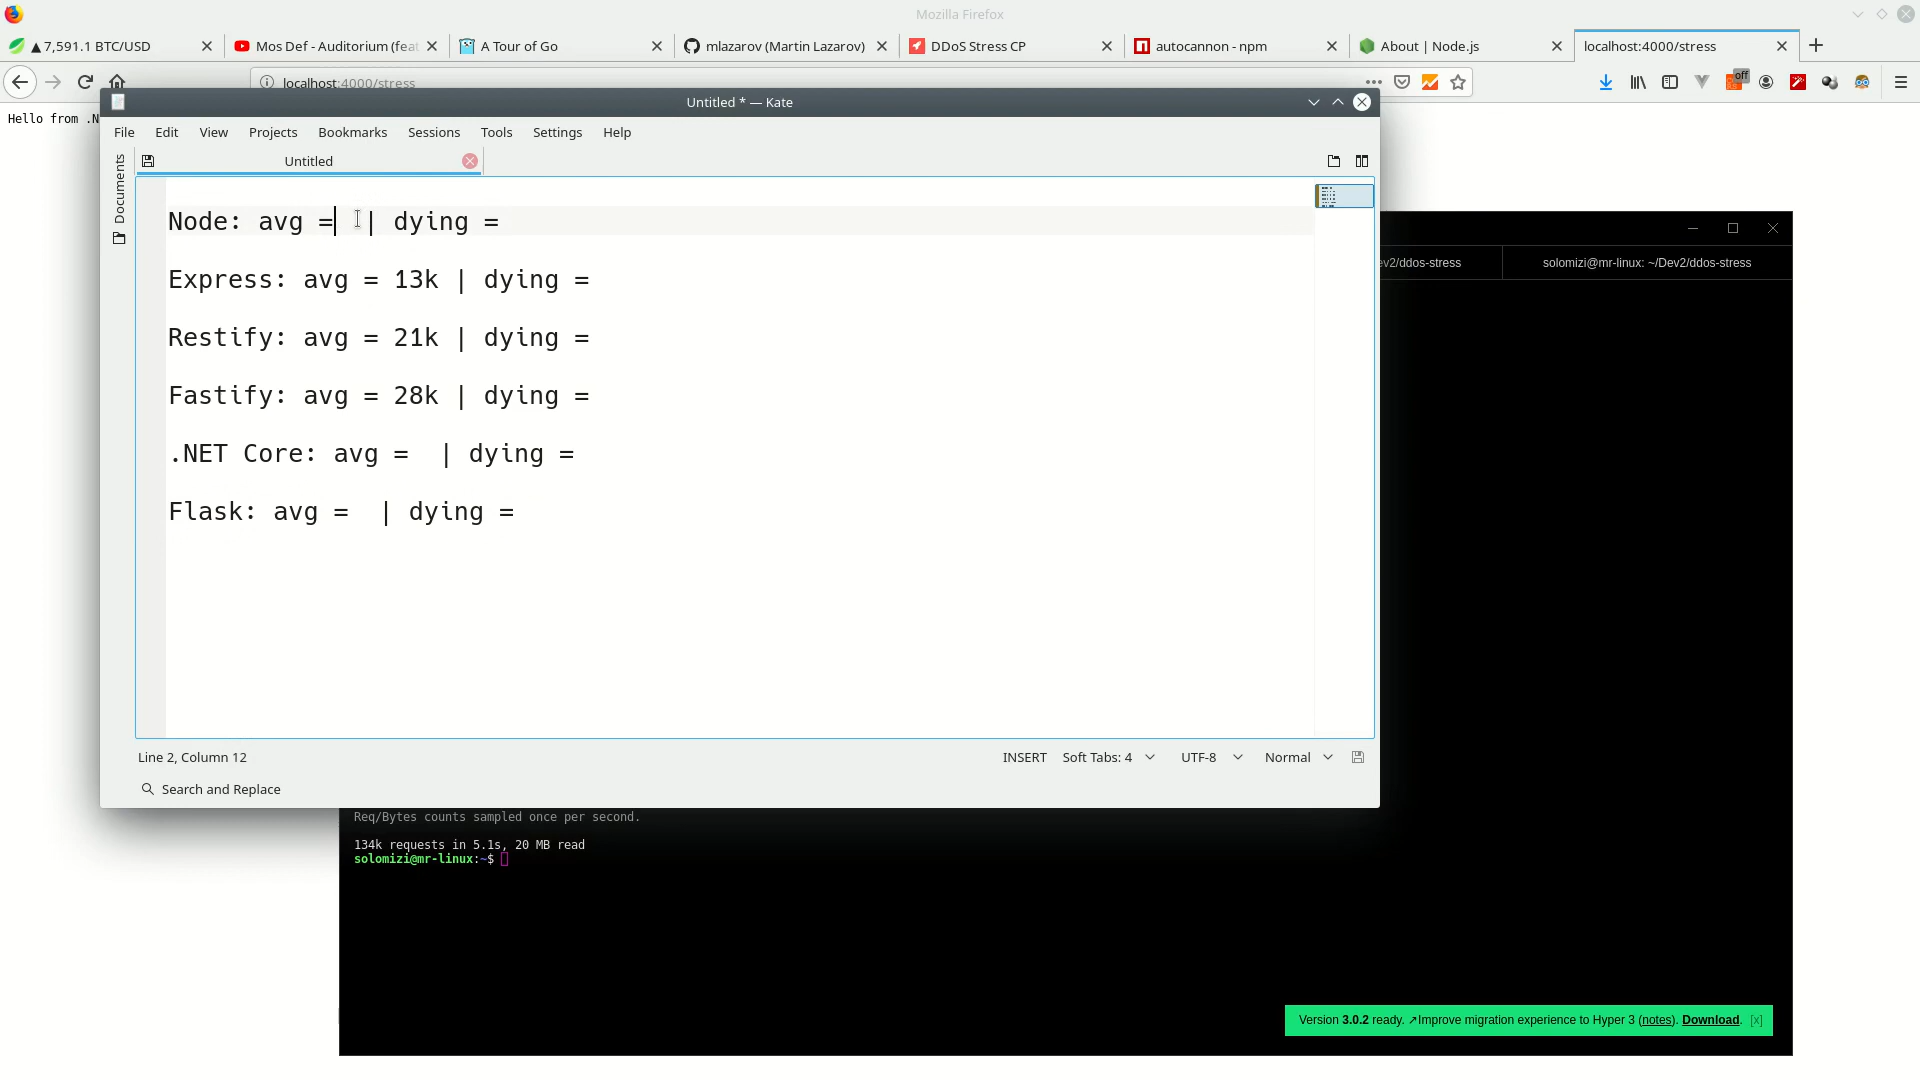 Mozilla Firefox
▲ 7,591.1 BTC/USD
Mos Def - Auditorium (feat
A Tour of Go
mlazarov (Martin Lazarov)
DDoS Stress CP
autocannon - npm
About | Node.js
localhost:4000/stress
localhost:4000/stress
off
Hello from .N
Untitled * — Kate
File Edit View Projects Bookmarks Sessions Tools Settings Help
Documents
Untitled
Node: avg = | dying =
Express: avg = 13k | dying =
Restify: avg = 21k | dying =
Fastify: avg = 28k | dying =
.NET Core: avg =  | dying =
Flask: avg =  | dying =
Line 2, Column 12
INSERT
Soft Tabs: 4
UTF-8
Normal
Search and Replace
ev2/ddos-stress
solomizi@mr-linux: ~/Dev2/ddos-stress
Req/Bytes counts sampled once per second.
134k requests in 5.1s, 20 MB read
solomizi@mr-linux:~$
Version 3.0.2 ready. ↗Improve migration experience to Hyper 3 (notes). Download. [x]